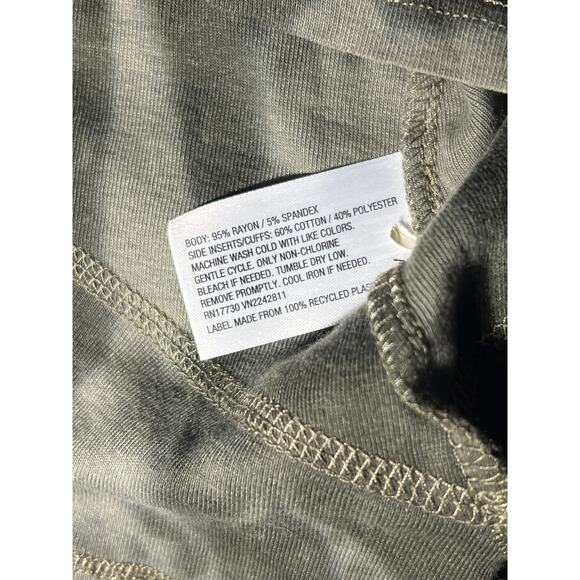 BODY: 95% RAYON / 5% SPANDEX
SIDE INSERTS/CUFFS: 60% COTTON / 40% POLYESTER
MACHINE WASH COLD WITH LIKE COLORS.
GENTLE CYCLE. ONLY NON-CHLORINE
BLEACH IF NEEDED. TUMBLE DRY LOW.
REMOVE PROMPTLY. COOL IRON IF NEEDED.
RN17730 VN2242811
LABEL MADE FROM 100% RECYCLED